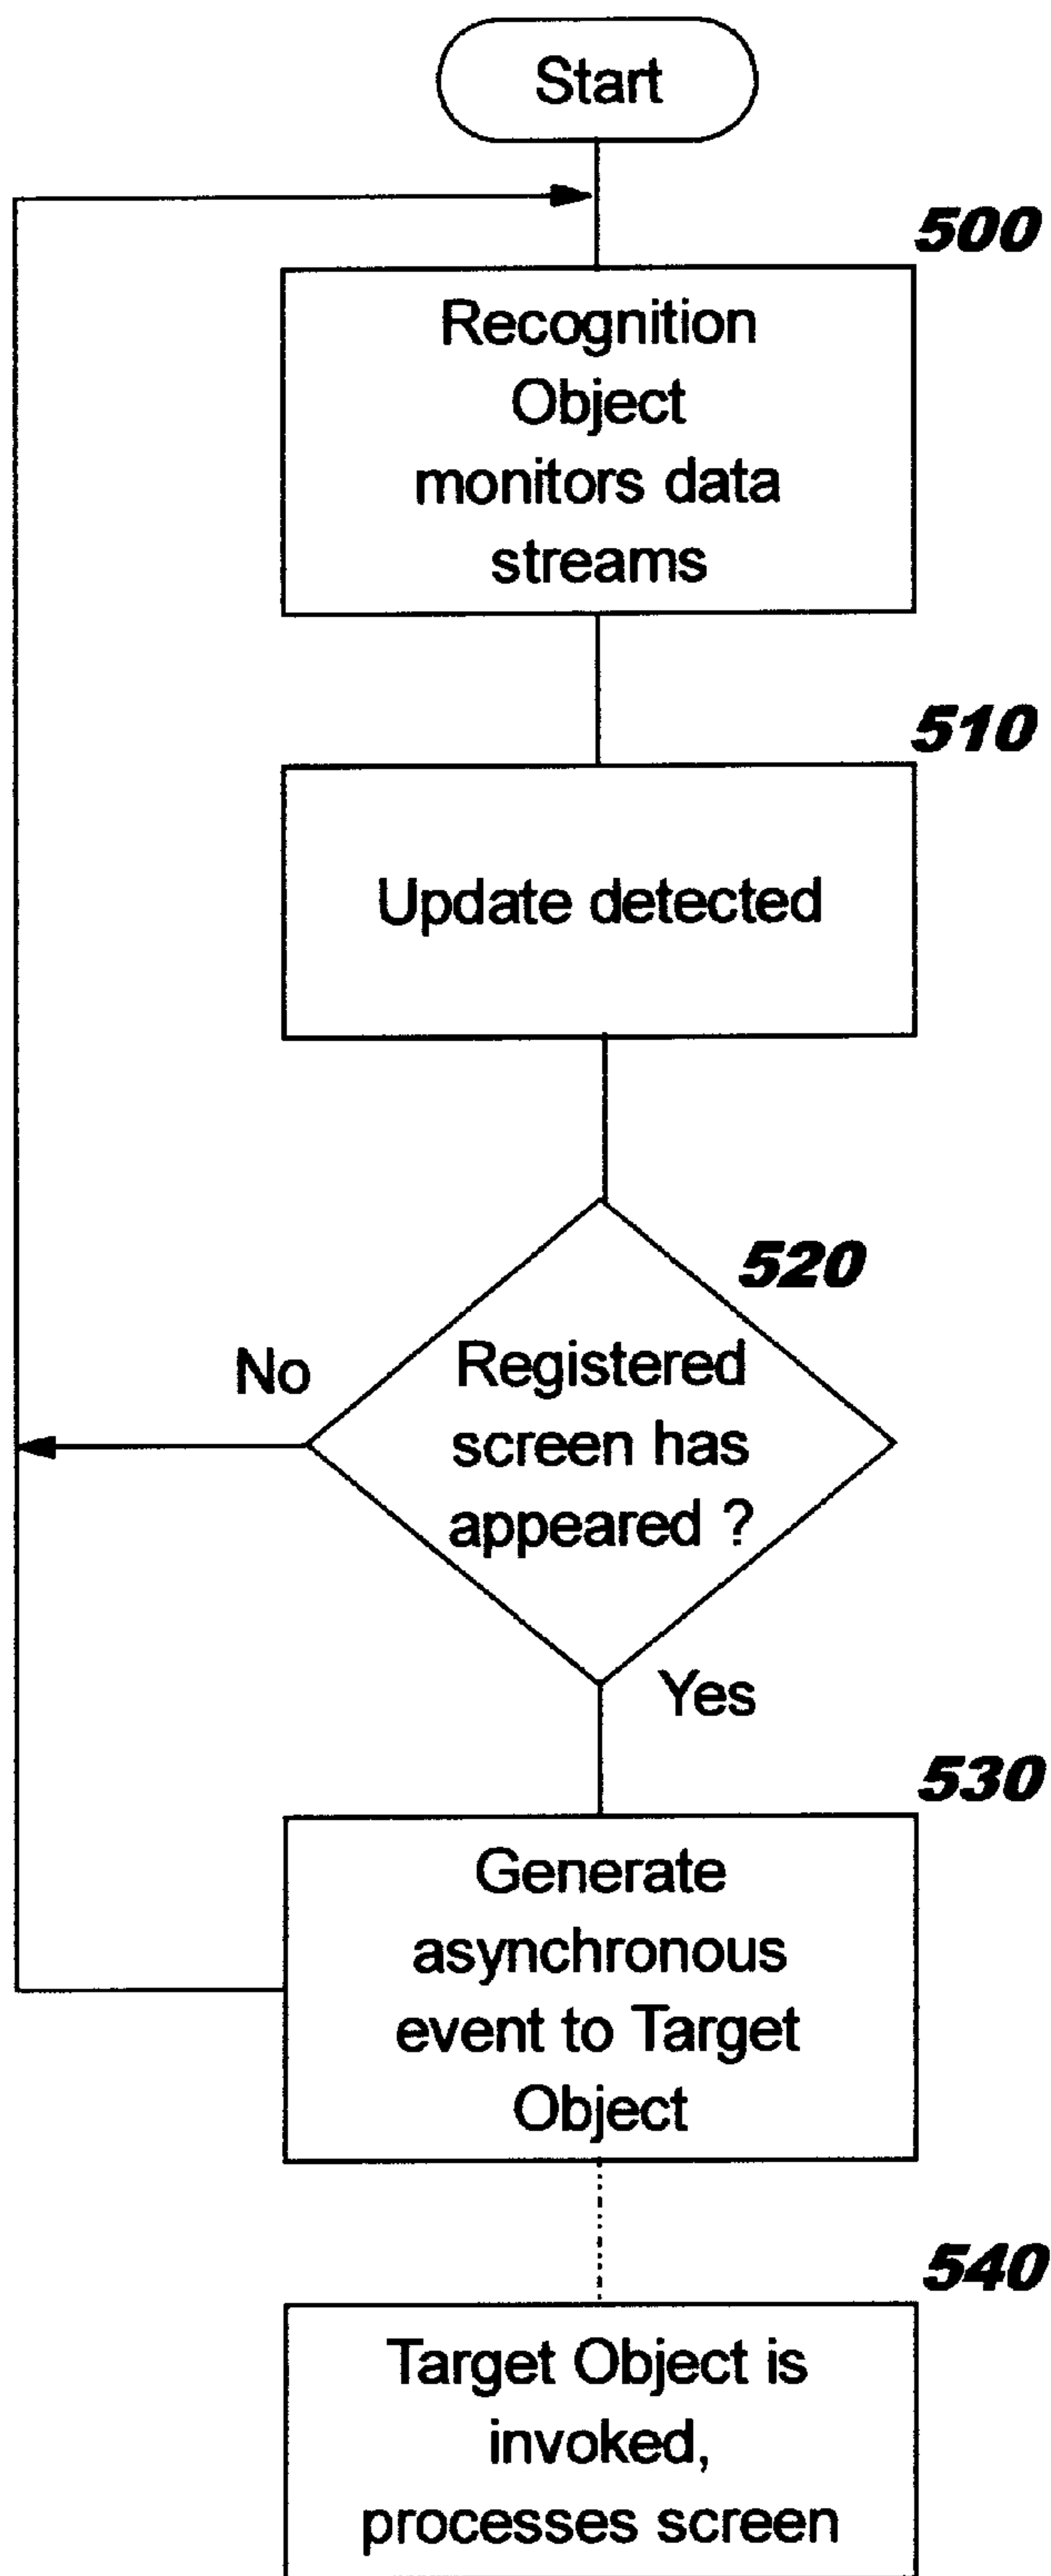 Start
500
Recognition
Object
monitors data
streams
510
Update detected
520
No
Registered
screen has
appeared ?
Yes
530
Generate
asynchronous
event to Target
Object
540
Target Object is
invoked,
processes screen